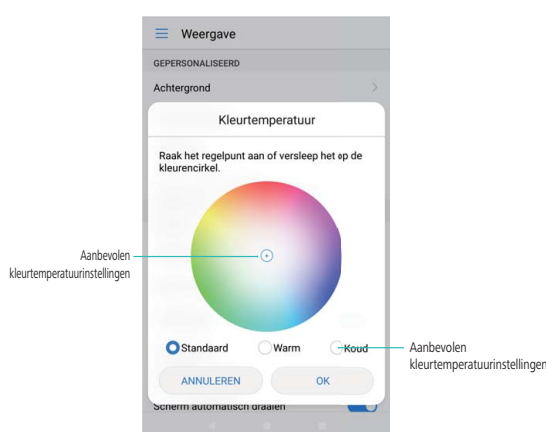 Weergave
GEPERSONALISEERD
Achtergrond
Kleurtemperatuur
Raak het regelpunt aan of versleep het op de
kleurencirkel.
Aanbevolen
kleurtemperatuurinstellingen
Standaard Warm Koud
Aanbevolen
kleurtemperatuurinstellingen
ANNULEREN OK
Scherm automatisch draaien